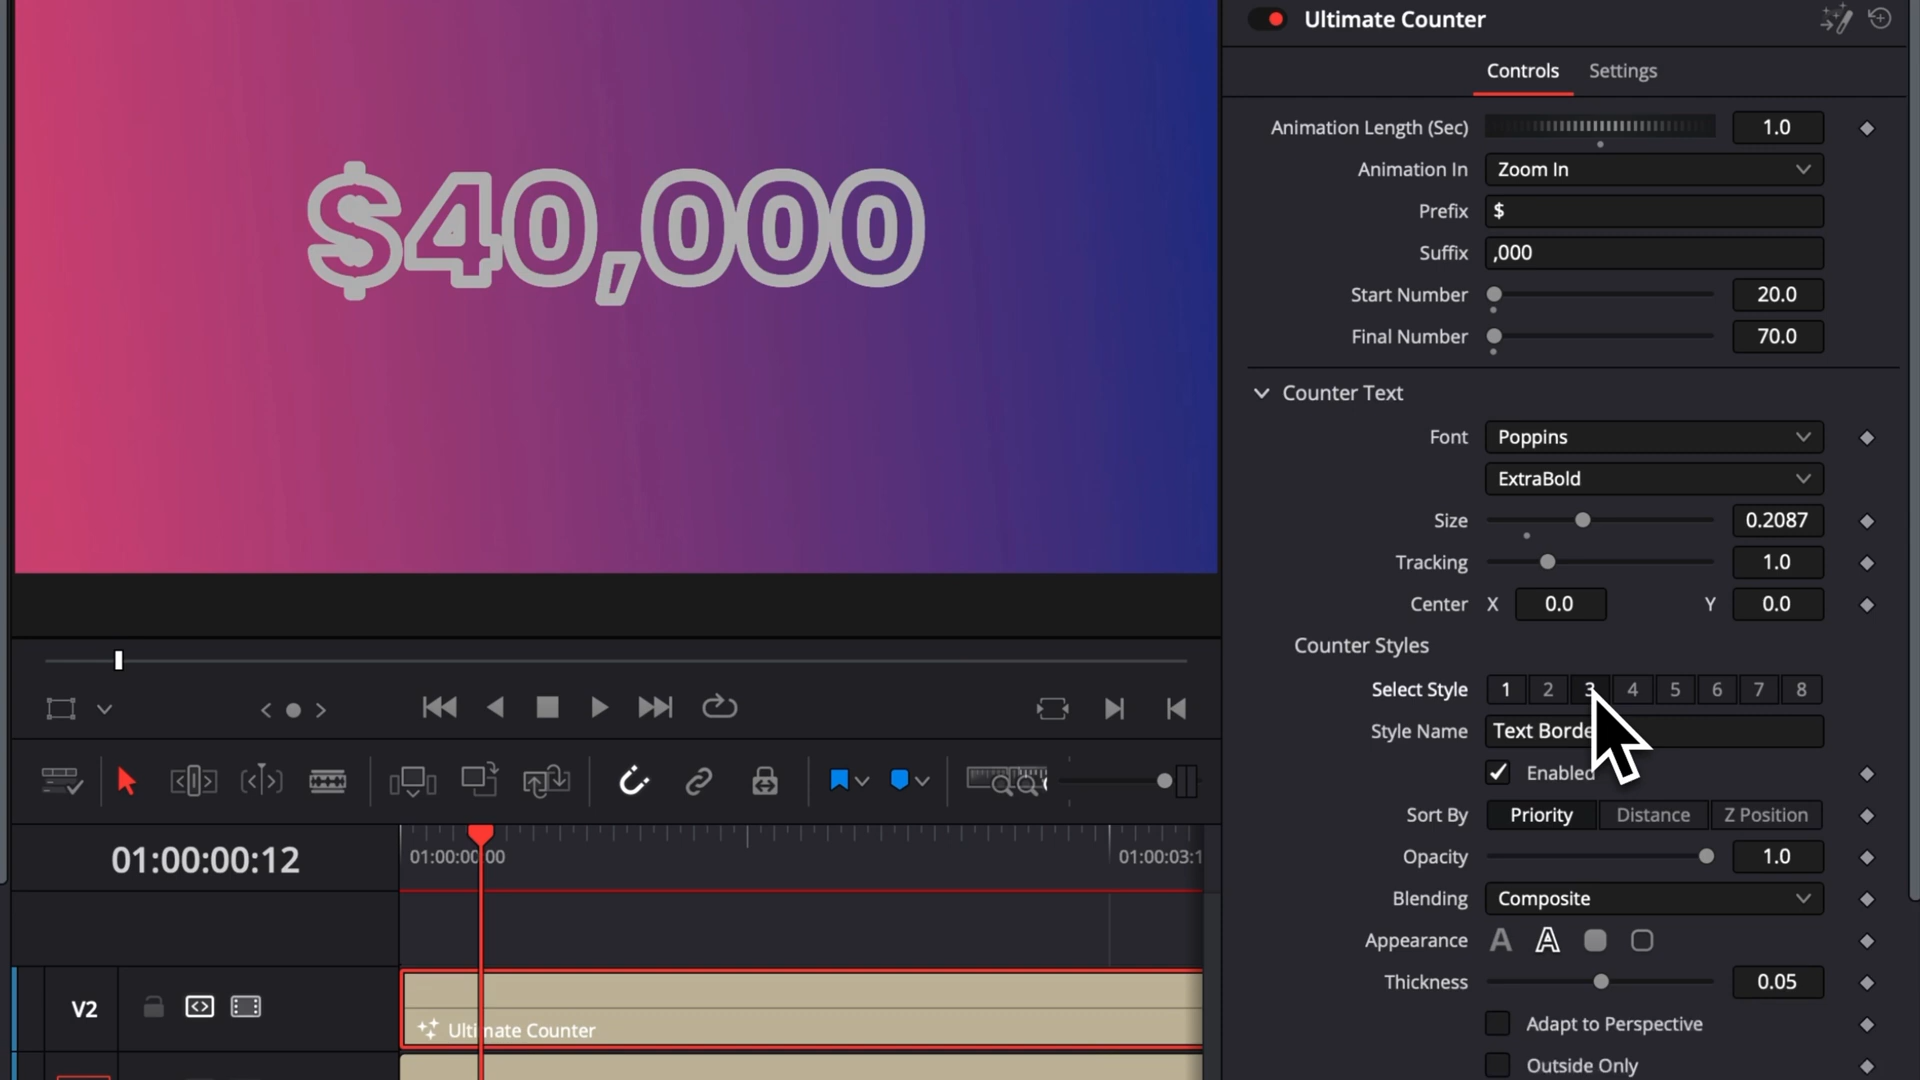 Ultimate Counter
Controls Settings
Animation Length (Sec) 1.0
Animation In Zoom In
Prefix $
Suffix ,000
Start Number 20.0
Final Number 70.0
Counter Text
Font Poppins
ExtraBold
Size 0.2087
Tracking 1.0
Center X 0.0 Y 0.0
Counter Styles
Select Style 1 2 3 4 5 6 7 8
Style Name Text Borde
Enabled
Sort By Priority Distance Z Position
Opacity 1.0
Blending Composite
Appearance
Thickness 0.05
Adapt to Perspective
Outside Only
$40,000
01:00:00:12
01:00:00:00
01:00:03:1
V2
Ultimate Counter